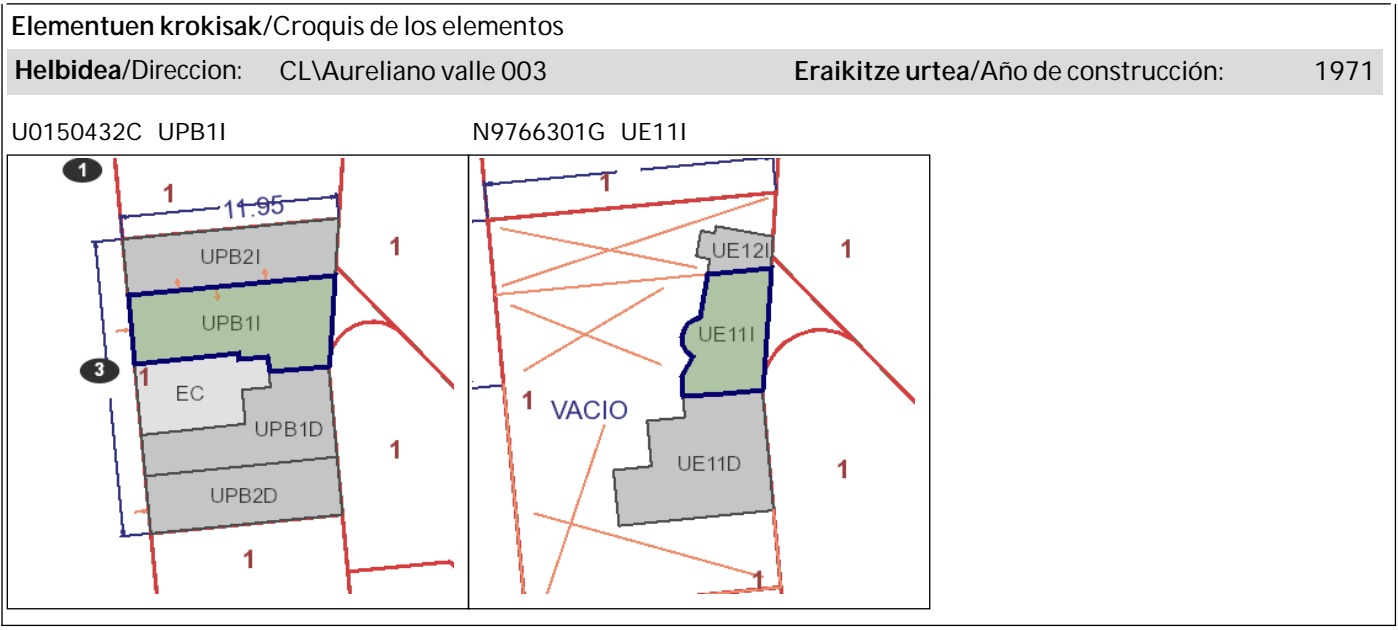 Elementuen krokisak/Croquis de los elementos
Helbidea/Direccion: CL\Aureliano valle 003 Eraikitze urtea/Año de construcción: 1971
U0150432C UPB1I N9766301G UE11I
1
1
11.95
UPB2I
1
UPB1I
3
1
EC
UPB1D
1
UPB2D
1
1
UE12I
1
UE11I
1
VACIO
UE11D
1
1